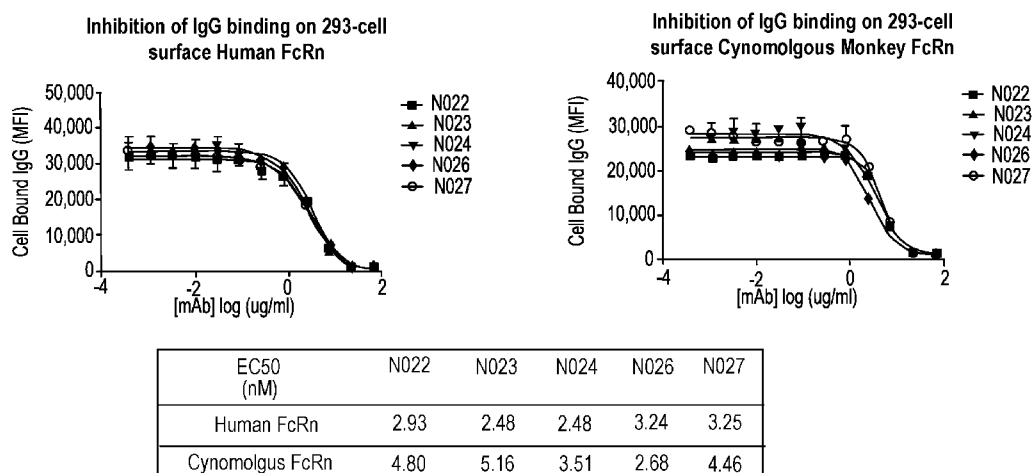 Inhibition of IgG binding on 293-cell
surface Human FcRn
50,000
40,000
30,000
20,000
10,000
0
Cell Bound IgG (MFI)
-4
-2
0
2
[mAb] log (ug/ml)
N022
N023
N024
N026
N027
Inhibition of IgG binding on 293-cell
surface Cynomolgous Monkey FcRn
40,000
30,000
20,000
10,000
0
Cell Bound IgG (MFI)
-4
-2
0
2
[mAb] log (ug/ml)
N022
N023
N024
N026
N027
EC50
(nM) N022 N023 N024 N026 N027
Human FcRn 2.93 2.48 2.48 3.24 3.25
Cynomolgus FcRn 4.80 5.16 3.51 2.68 4.46